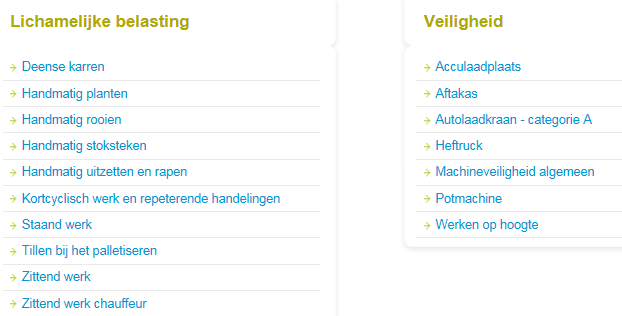 Lichamelijke belasting
Deense karren
Handmatig planten
Handmatig rooien
Handmatig stoksteken
Handmatig uitzetten en rapen
Kortcyclisch werk en repeterende handelingen
Staand werk
Tillen bij het palletiseren
Zittend werk
Zittend werk chauffeur
Veiligheid
Acculaadplaats
Aftakas
Autolaadkraan - categorie A
Heftruck
Machineveiligheid algemeen
Potmachine
Werken op hoogte